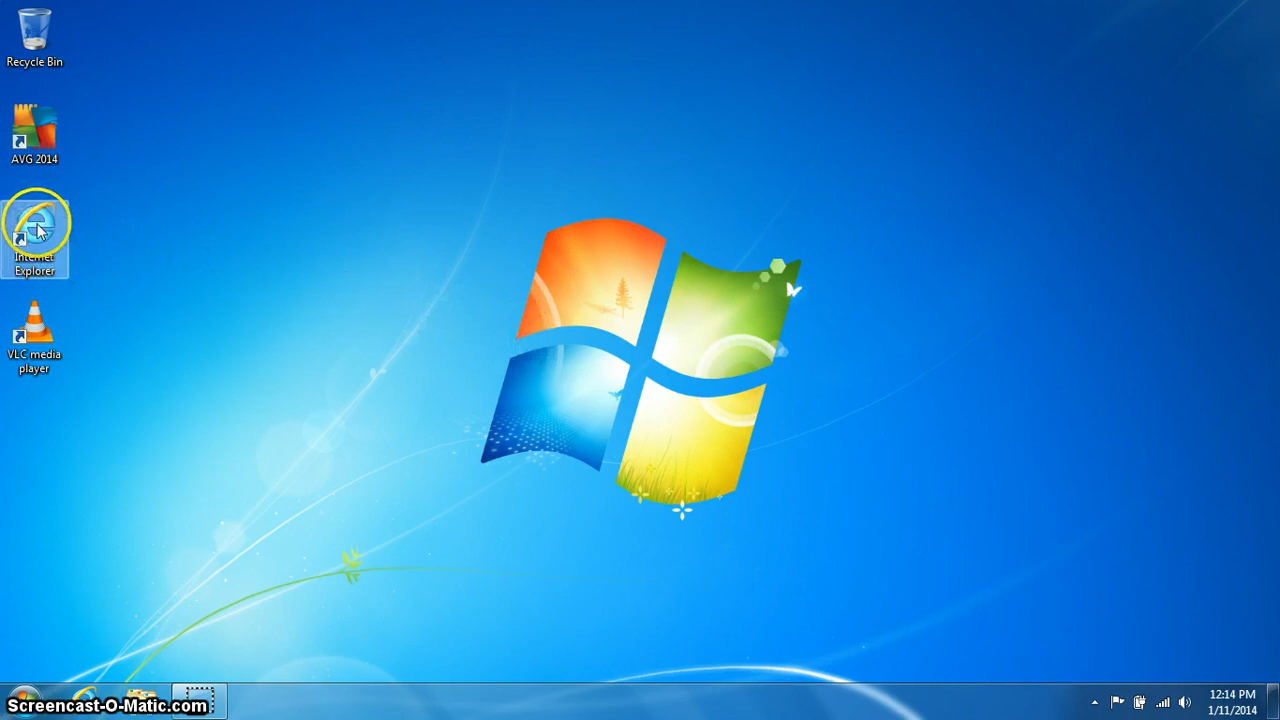 Recycle Bin
AVG 2014
Internet
Explorer
VLC media
player
Screencast-O-Matic.com
12:14 PM
1/11/2014